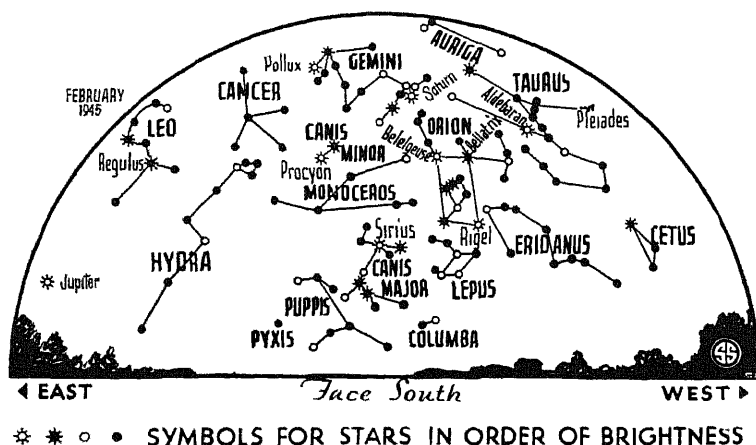 AURIGA
Pollux
GEMINI
TAURUS
Saturn
CANCER
Aldebaran
Pleiades
FEBRUARY
1945
LEO
CANIS
MINOR
ORION
Betelgeuse
Bellatrix
Regulus
Procyon
MONOCEROS
Sirius
Rigel
ERIDANUS
CETUS
HYDRA
Jupiter
CANIS
MAJOR
LEPUS
PUPPIS
PYXIS
COLUMBA
EAST
Face South
WEST
SYMBOLS FOR STARS IN ORDER OF BRIGHTNESS